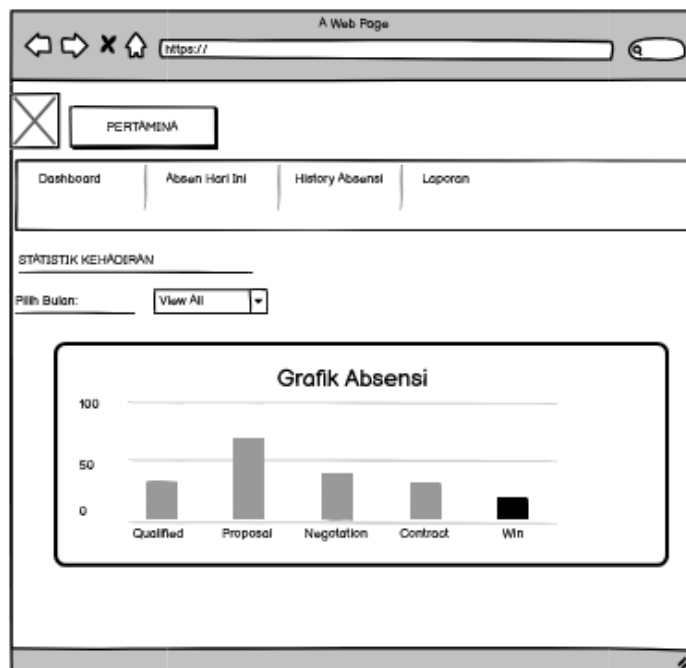 A Web Page
https://
PERTAMINA
Dashboard Absen Hari Ini History Absensi Laporan
STATISTIK KEHADIRAN
Pilih Bulan: View All
Grafik Absensi
100
50
0
Qualified Proposal Negotation Contract Win